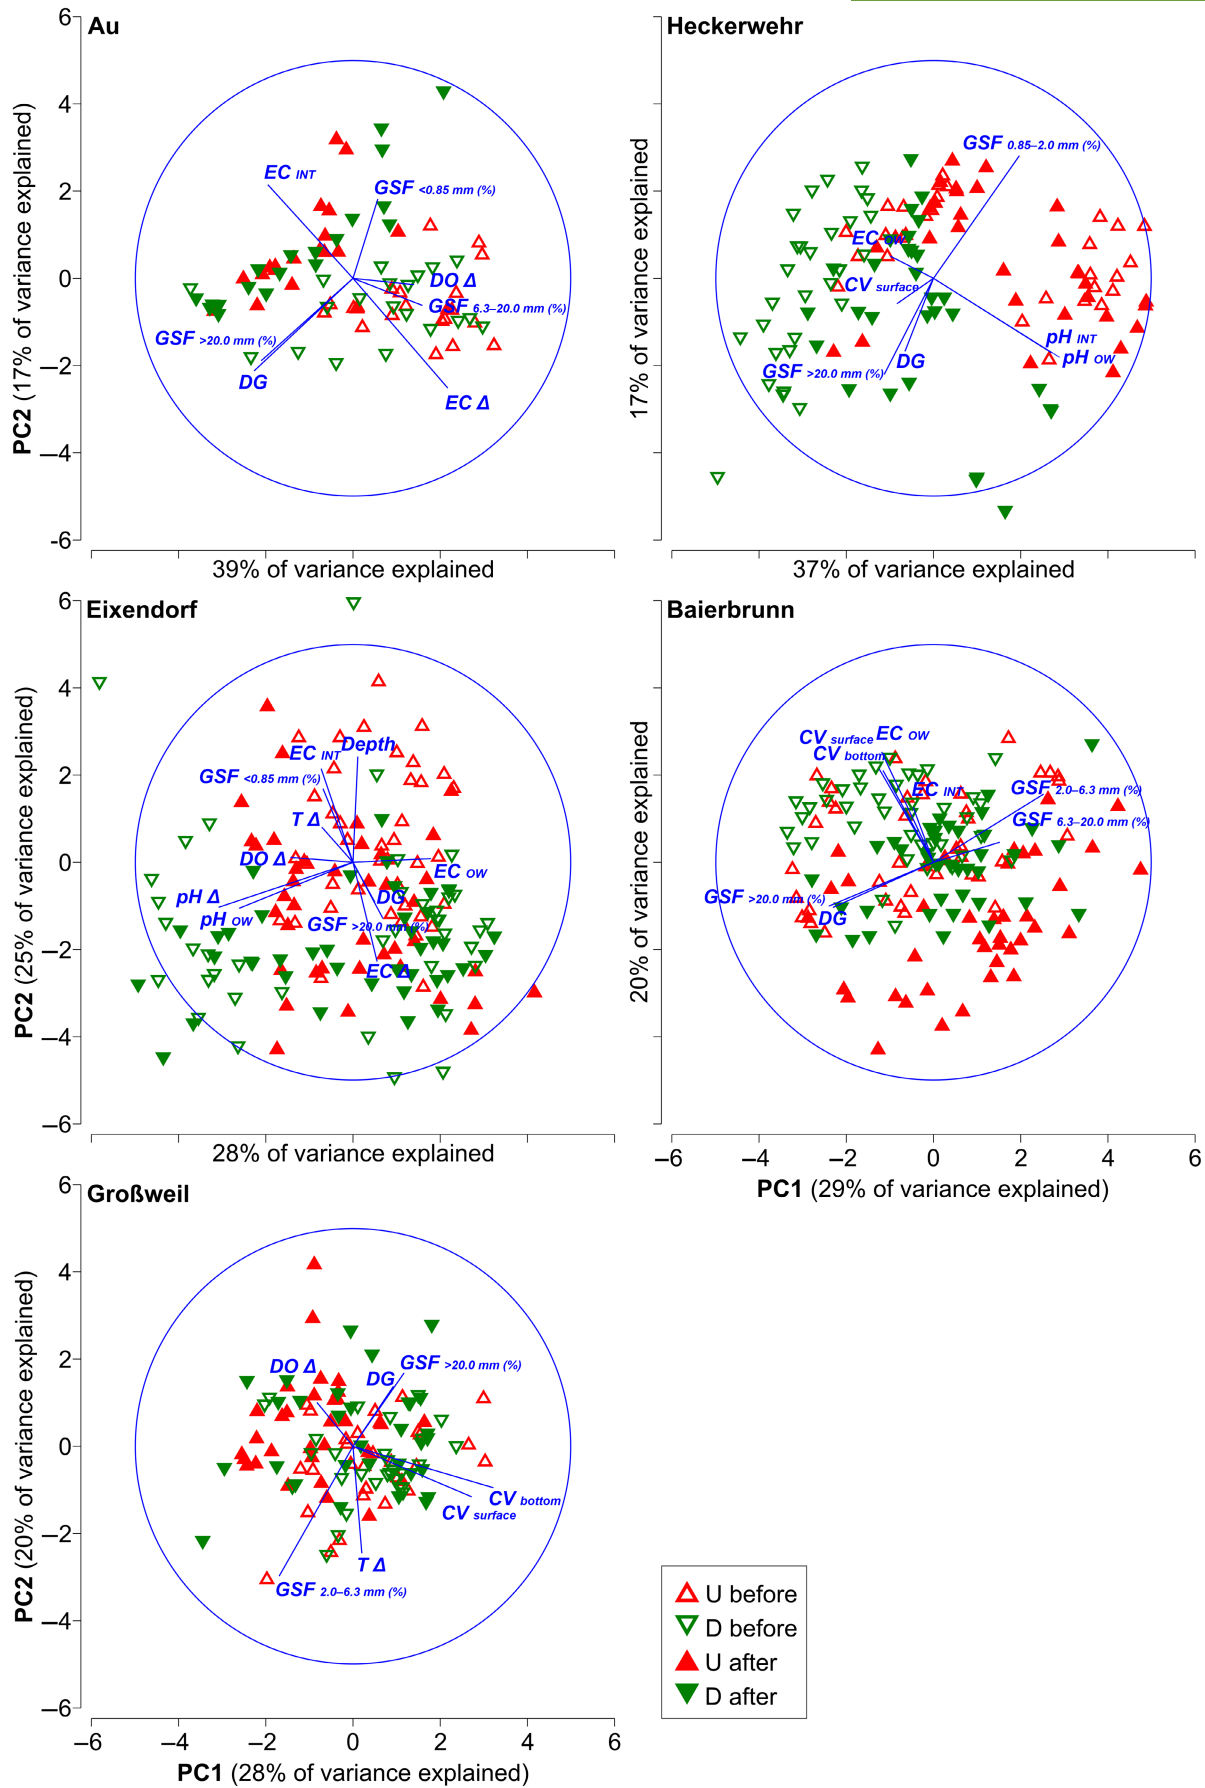 Au
PC2 (17% of variance explained)
6
4
2
0
−2
−4
-6
EC INT
GSF <0.85 mm (%)
DO Δ
GSF 6.3–20.0 mm (%)
GSF >20.0 mm (%)
DG
EC Δ
39% of variance explained
Heckerwehr
17% of variance explained
GSF 0.85–2.0 mm (%)
EC OW
CV surface
pH INT
pH OW
DG
GSF >20.0 mm (%)
37% of variance explained
Eixendorf
PC2 (25% of variance explained)
6
4
2
0
−2
−4
−6
EC INT
Depth
GSF <0.85 mm (%)
T Δ
DO Δ
EC OW
pH Δ
pH OW
DG
GSF >20.0 mm (%)
EC Δ
28% of variance explained
Baierbrunn
20% of variance explained
CV surface
EC OW
CV bottom
EC INT
GSF 2.0–6.3 mm (%)
GSF 6.3–20.0 mm (%)
GSF >20.0 mm (%)
DG
−6 −4 −2 0 2 4 6
PC1 (29% of variance explained)
Großweil
PC2 (20% of variance explained)
6
4
2
0
−2
−4
−6
DO Δ
DG
GSF >20.0 mm (%)
CV bottom
CV surface
T Δ
GSF 2.0–6.3 mm (%)
−6 −4 −2 0 2 4 6
PC1 (28% of variance explained)
U before
D before
U after
D after